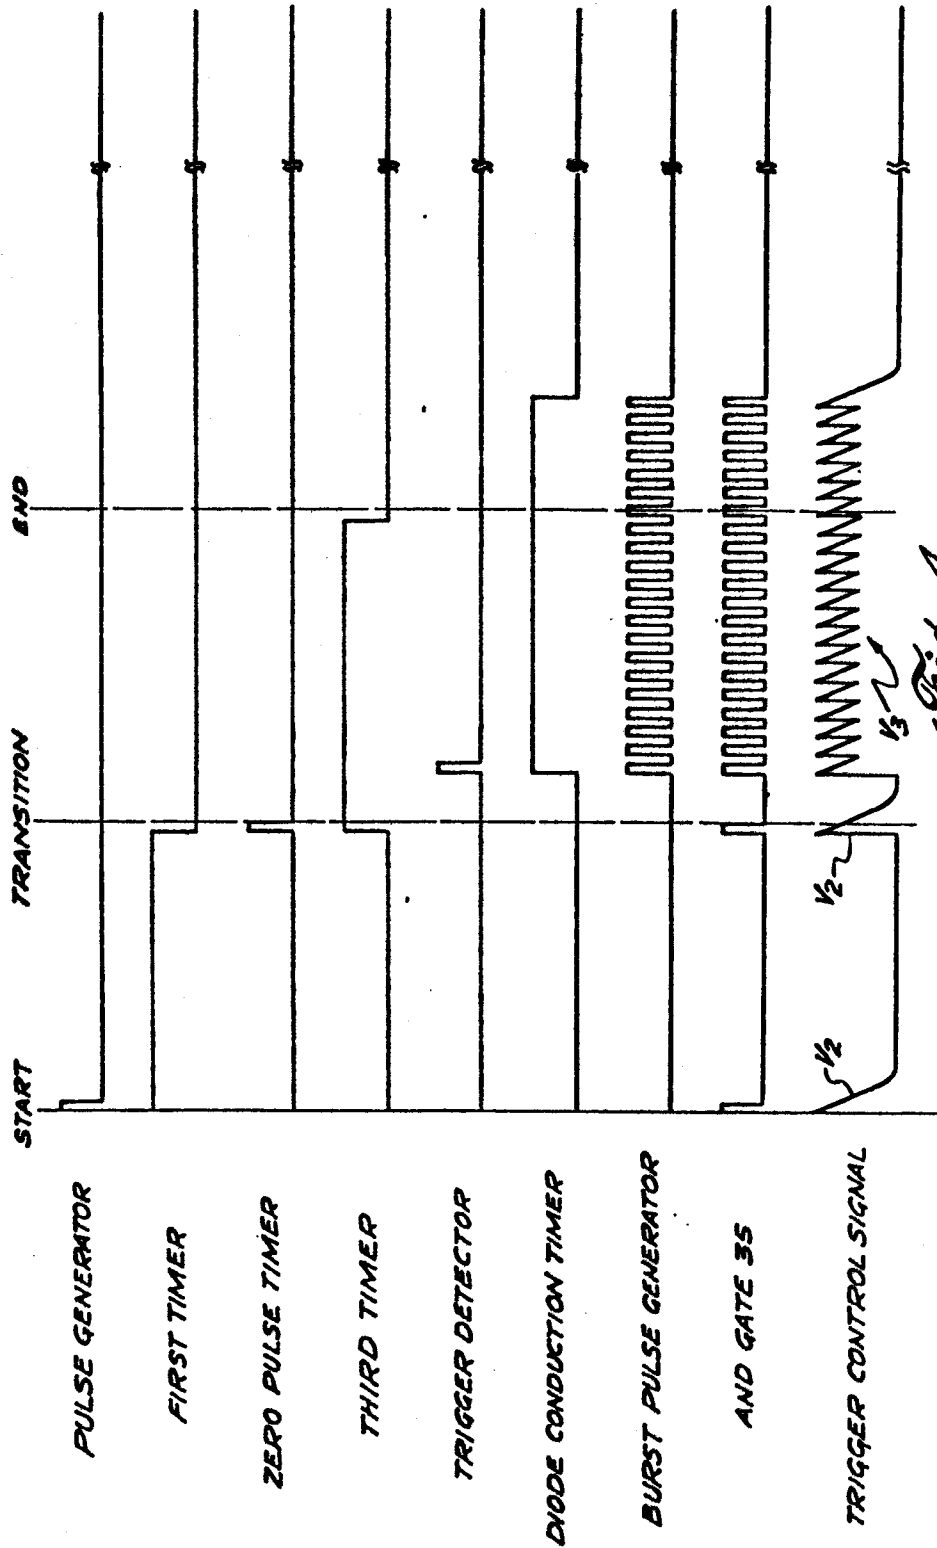 START
TRANSITION
END
PULSE GENERATOR
FIRST TIMER
ZERO PULSE TIMER
THIRD TIMER
TRIGGER DETECTOR
DIODE CONDUCTION TIMER
BURST PULSE GENERATOR
AND GATE 35
TRIGGER CONTROL SIGNAL
V2
V2
V3